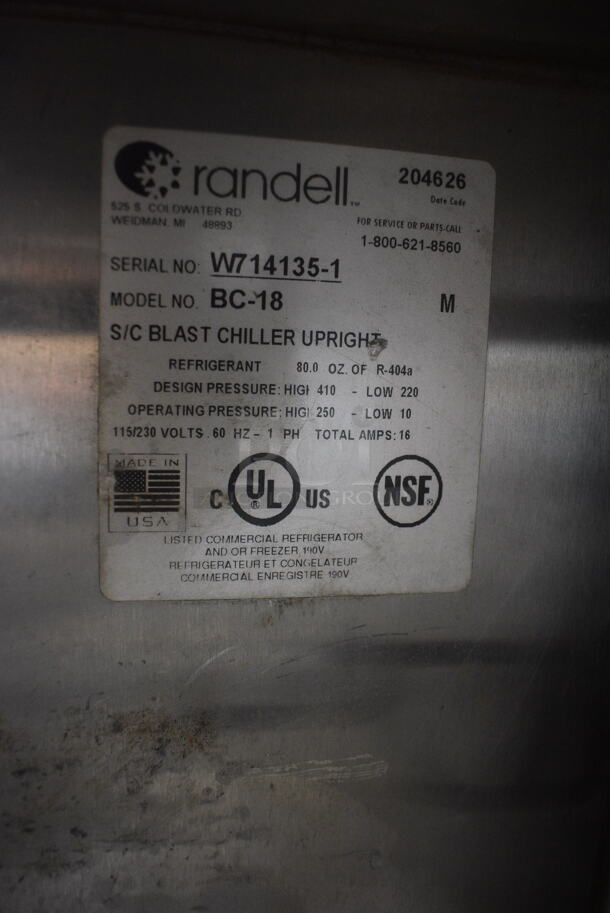 randell™
204626
Date Code
525 S. COLDWATER RD
WEIDMAN, MI 48893
FOR SERVICE OR PARTS-CALL
1-800-621-8560
SERIAL NO: W714135-1
MODEL NO. BC-18 M
S/C BLAST CHILLER UPRIGHT
REFRIGERANT 80.0 OZ. OF R-404a
DESIGN PRESSURE: HIGH 410 - LOW 220
OPERATING PRESSURE: HIGH 250 - LOW 10
115/230 VOLTS. 60 HZ - 1 PH TOTAL AMPS: 16
MADE IN
USA
C UL ® US
NSF®
LISTED COMMERCIAL REFRIGERATOR
AND OR FREEZER, 190V
REFRIGERATEUR ET CONGELATEUR
COMMERCIAL ENREGISTRE 190V